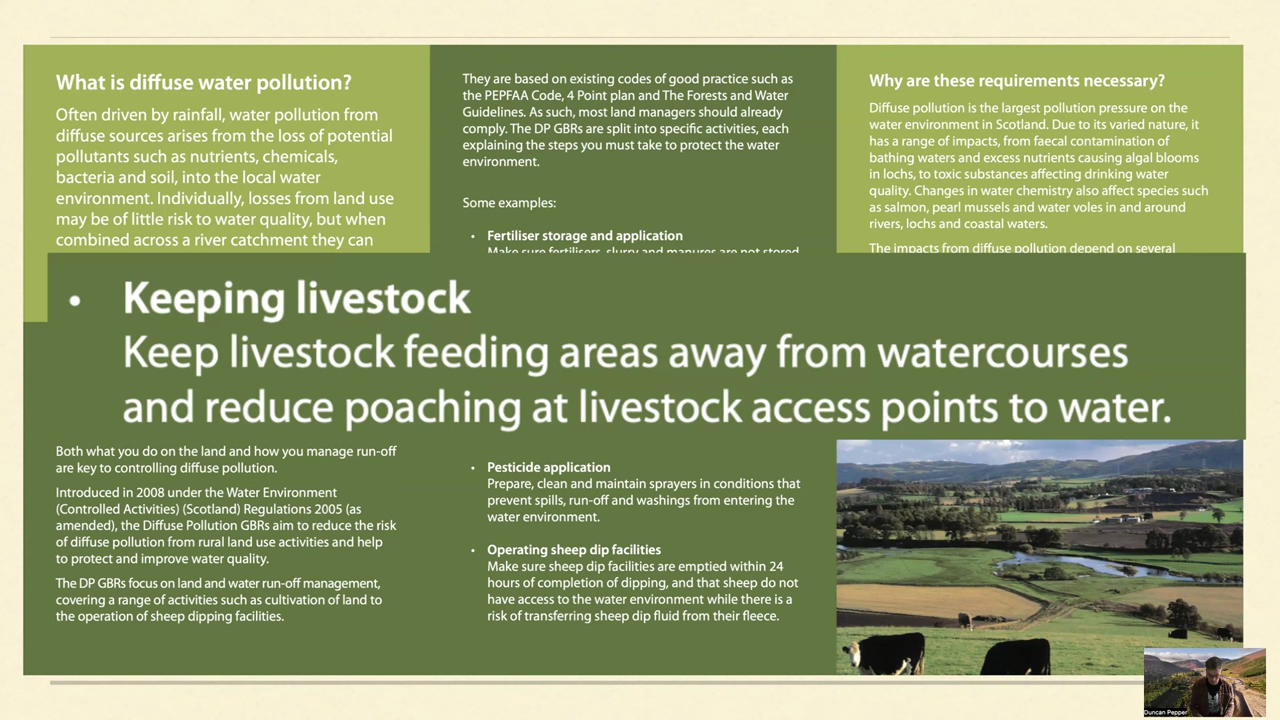 What is diffuse water pollution?
Often driven by rainfall, water pollution from
diffuse sources arises from the loss of potential
pollutants such as nutrients, chemicals,
bacteria and soil, into the local water
environment. Individually, losses from land use
may be of little risk to water quality, but when
combined across a river catchment they can
They are based on existing codes of good practice such as
the PEPFAA Code, 4 Point plan and The Forests and Water
Guidelines. As such, most land managers should already
comply. The DP GBRs are split into specific activities, each
explaining the steps you must take to protect the water
environment.
Some examples:
• Fertiliser storage and application
Make sure fertilisers, slurry and manures are not stored
Why are these requirements necessary?
Diffuse pollution is the largest pollution pressure on the
water environment in Scotland. Due to its varied nature, it
has a range of impacts, from faecal contamination of
bathing waters and excess nutrients causing algal blooms
in lochs, to toxic substances affecting drinking water
quality. Changes in water chemistry also affect species such
as salmon, pearl mussels and water voles in and around
rivers, lochs and coastal waters.
The impacts from diffuse pollution depend on several
• Keeping livestock
Keep livestock feeding areas away from watercourses
and reduce poaching at livestock access points to water.
Both what you do on the land and how you manage run-off
are key to controlling diffuse pollution.
Introduced in 2008 under the Water Environment
(Controlled Activities) (Scotland) Regulations 2005 (as
amended), the Diffuse Pollution GBRs aim to reduce the risk
of diffuse pollution from rural land use activities and help
to protect and improve water quality.
The DP GBRs focus on land and water run-off management,
covering a range of activities such as cultivation of land to
the operation of sheep dipping facilities.
• Pesticide application
Prepare, clean and maintain sprayers in conditions that
prevent spills, run-off and washings from entering the
water environment.
• Operating sheep dip facilities
Make sure sheep dip facilities are emptied within 24
hours of completion of dipping, and that sheep do not
have access to the water environment while there is a
risk of transferring sheep dip fluid from their fleece.
Duncan Pepper